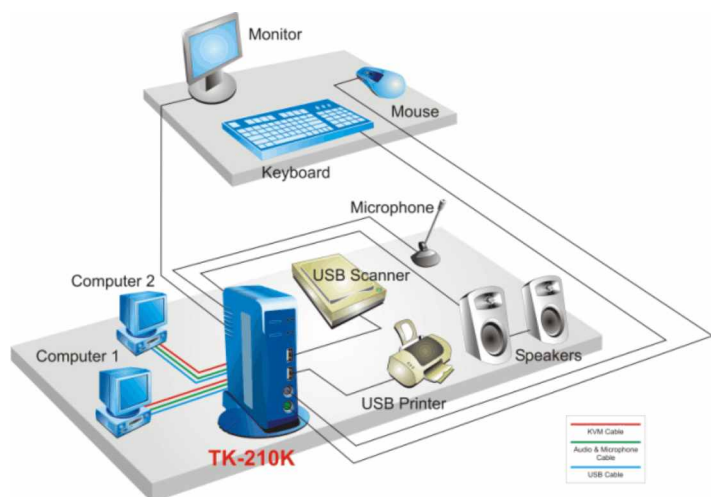 Monitor
Mouse
Keyboard
Microphone
USB Scanner
Computer 2
Computer 1
Speakers
USB Printer
TK-210K
KVM Cable
Audio & Microphone
Cable
USB Cable